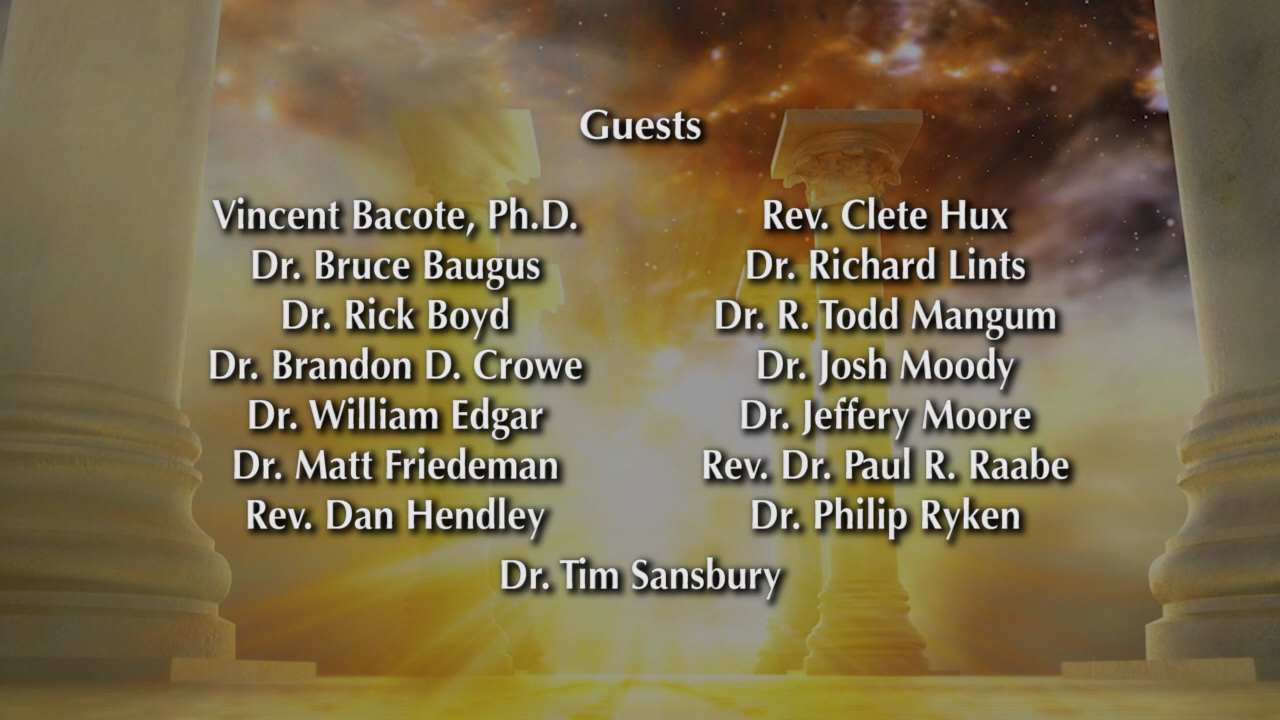 Guests
Vincent Bacote, Ph.D.
Dr. Bruce Baugus
Dr. Rick Boyd
Dr. Brandon D. Crowe
Dr. William Edgar
Dr. Matt Friedeman
Rev. Dan Hendley
Rev. Clete Hux
Dr. Richard Lints
Dr. R. Todd Mangum
Dr. Josh Moody
Dr. Jeffery Moore
Rev. Dr. Paul R. Raabe
Dr. Philip Ryken
Dr. Tim Sansbury